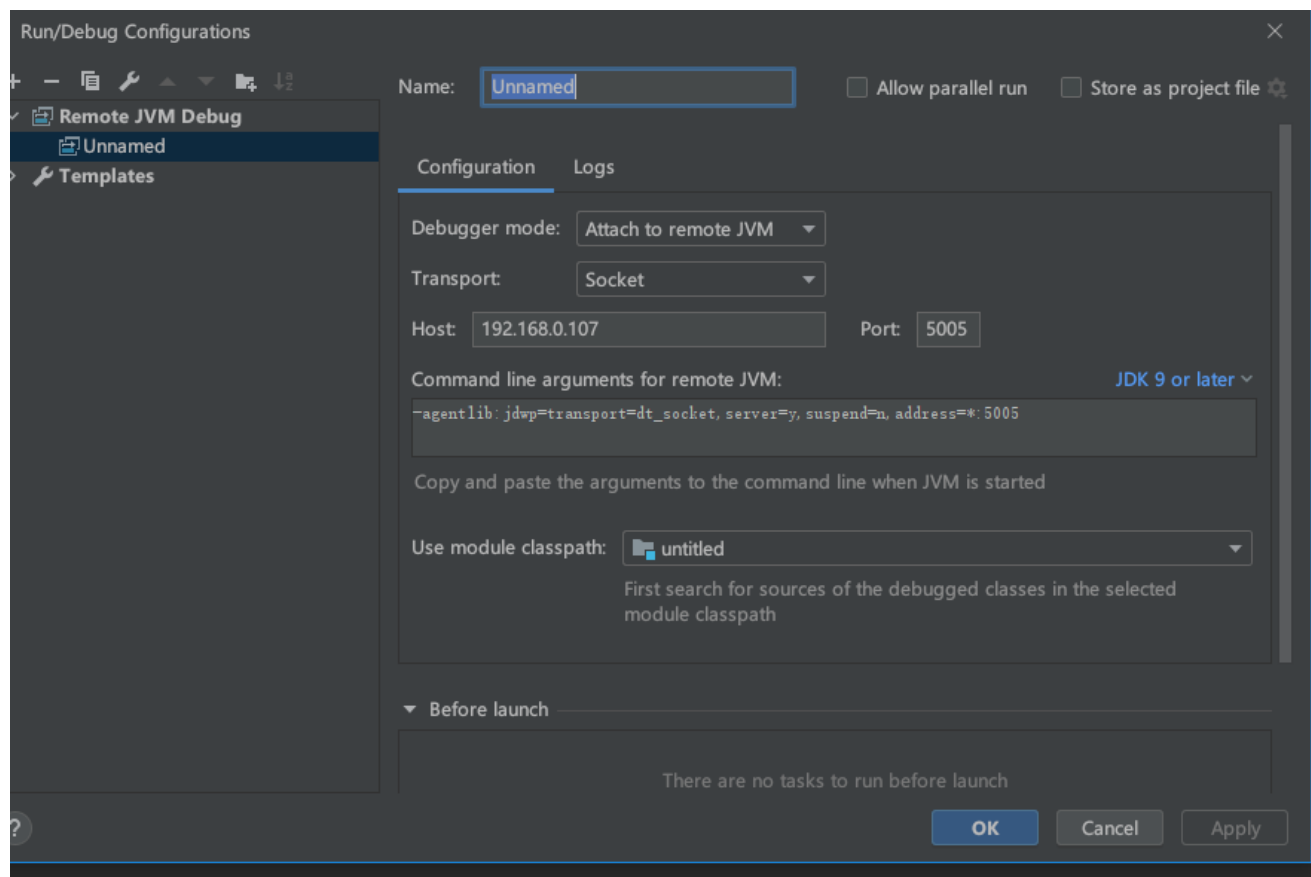 Run/Debug Configurations
Name: Unnamed Allow parallel run Store as project file
Remote JVM Debug
Unnamed
Templates
Configuration Logs
Debugger mode: Attach to remote JVM
Transport: Socket
Host: 192.168.0.107 Port: 5005
Command line arguments for remote JVM: JDK 9 or later
-agentlib:jdwp=transport=dt_socket,server=y,suspend=n,address=*:5005
Copy and paste the arguments to the command line when JVM is started
Use module classpath: untitled
First search for sources of the debugged classes in the selected
module classpath
Before launch
There are no tasks to run before launch
? OK Cancel Apply